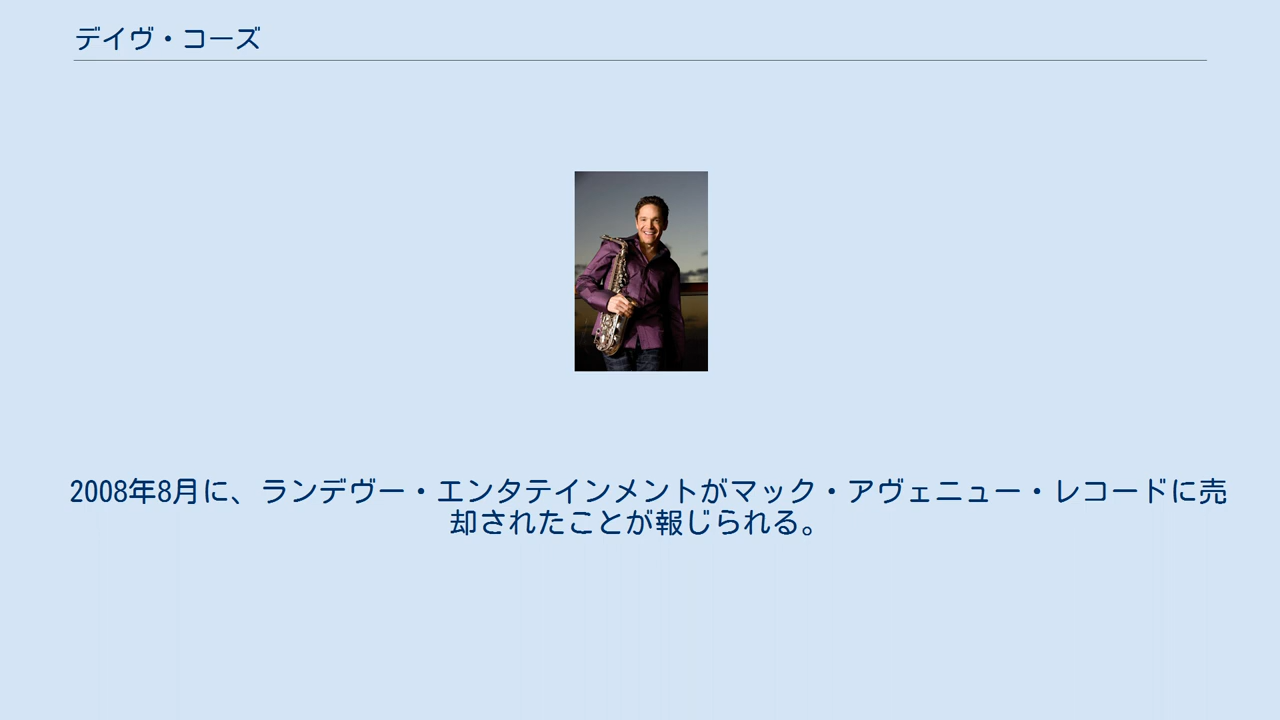 デイヴ・コーズ
2008年8月に、ランデヴー・エンタテインメントがマック・アヴェニュー・レコードに売
却されたことが報じられる。